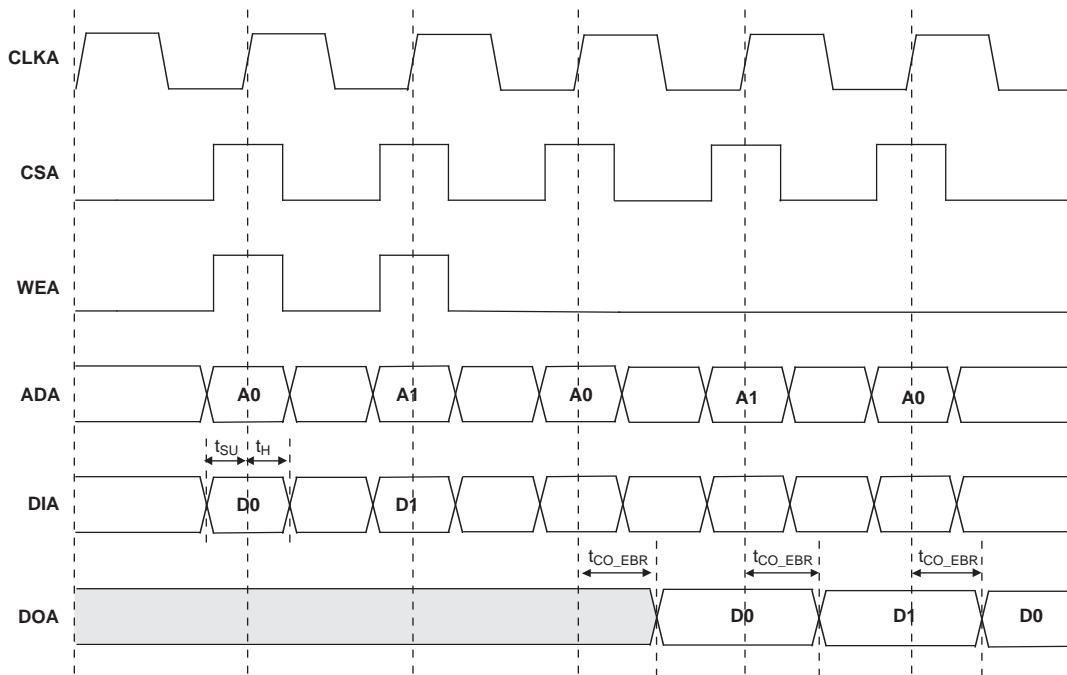 CLKA
CSA
WEA
ADA A0 A1 A0 A1 A0
tSU tH
DIA D0 D1
tCO_EBR tCO_EBR tCO_EBR
DOA D0 D1 D0